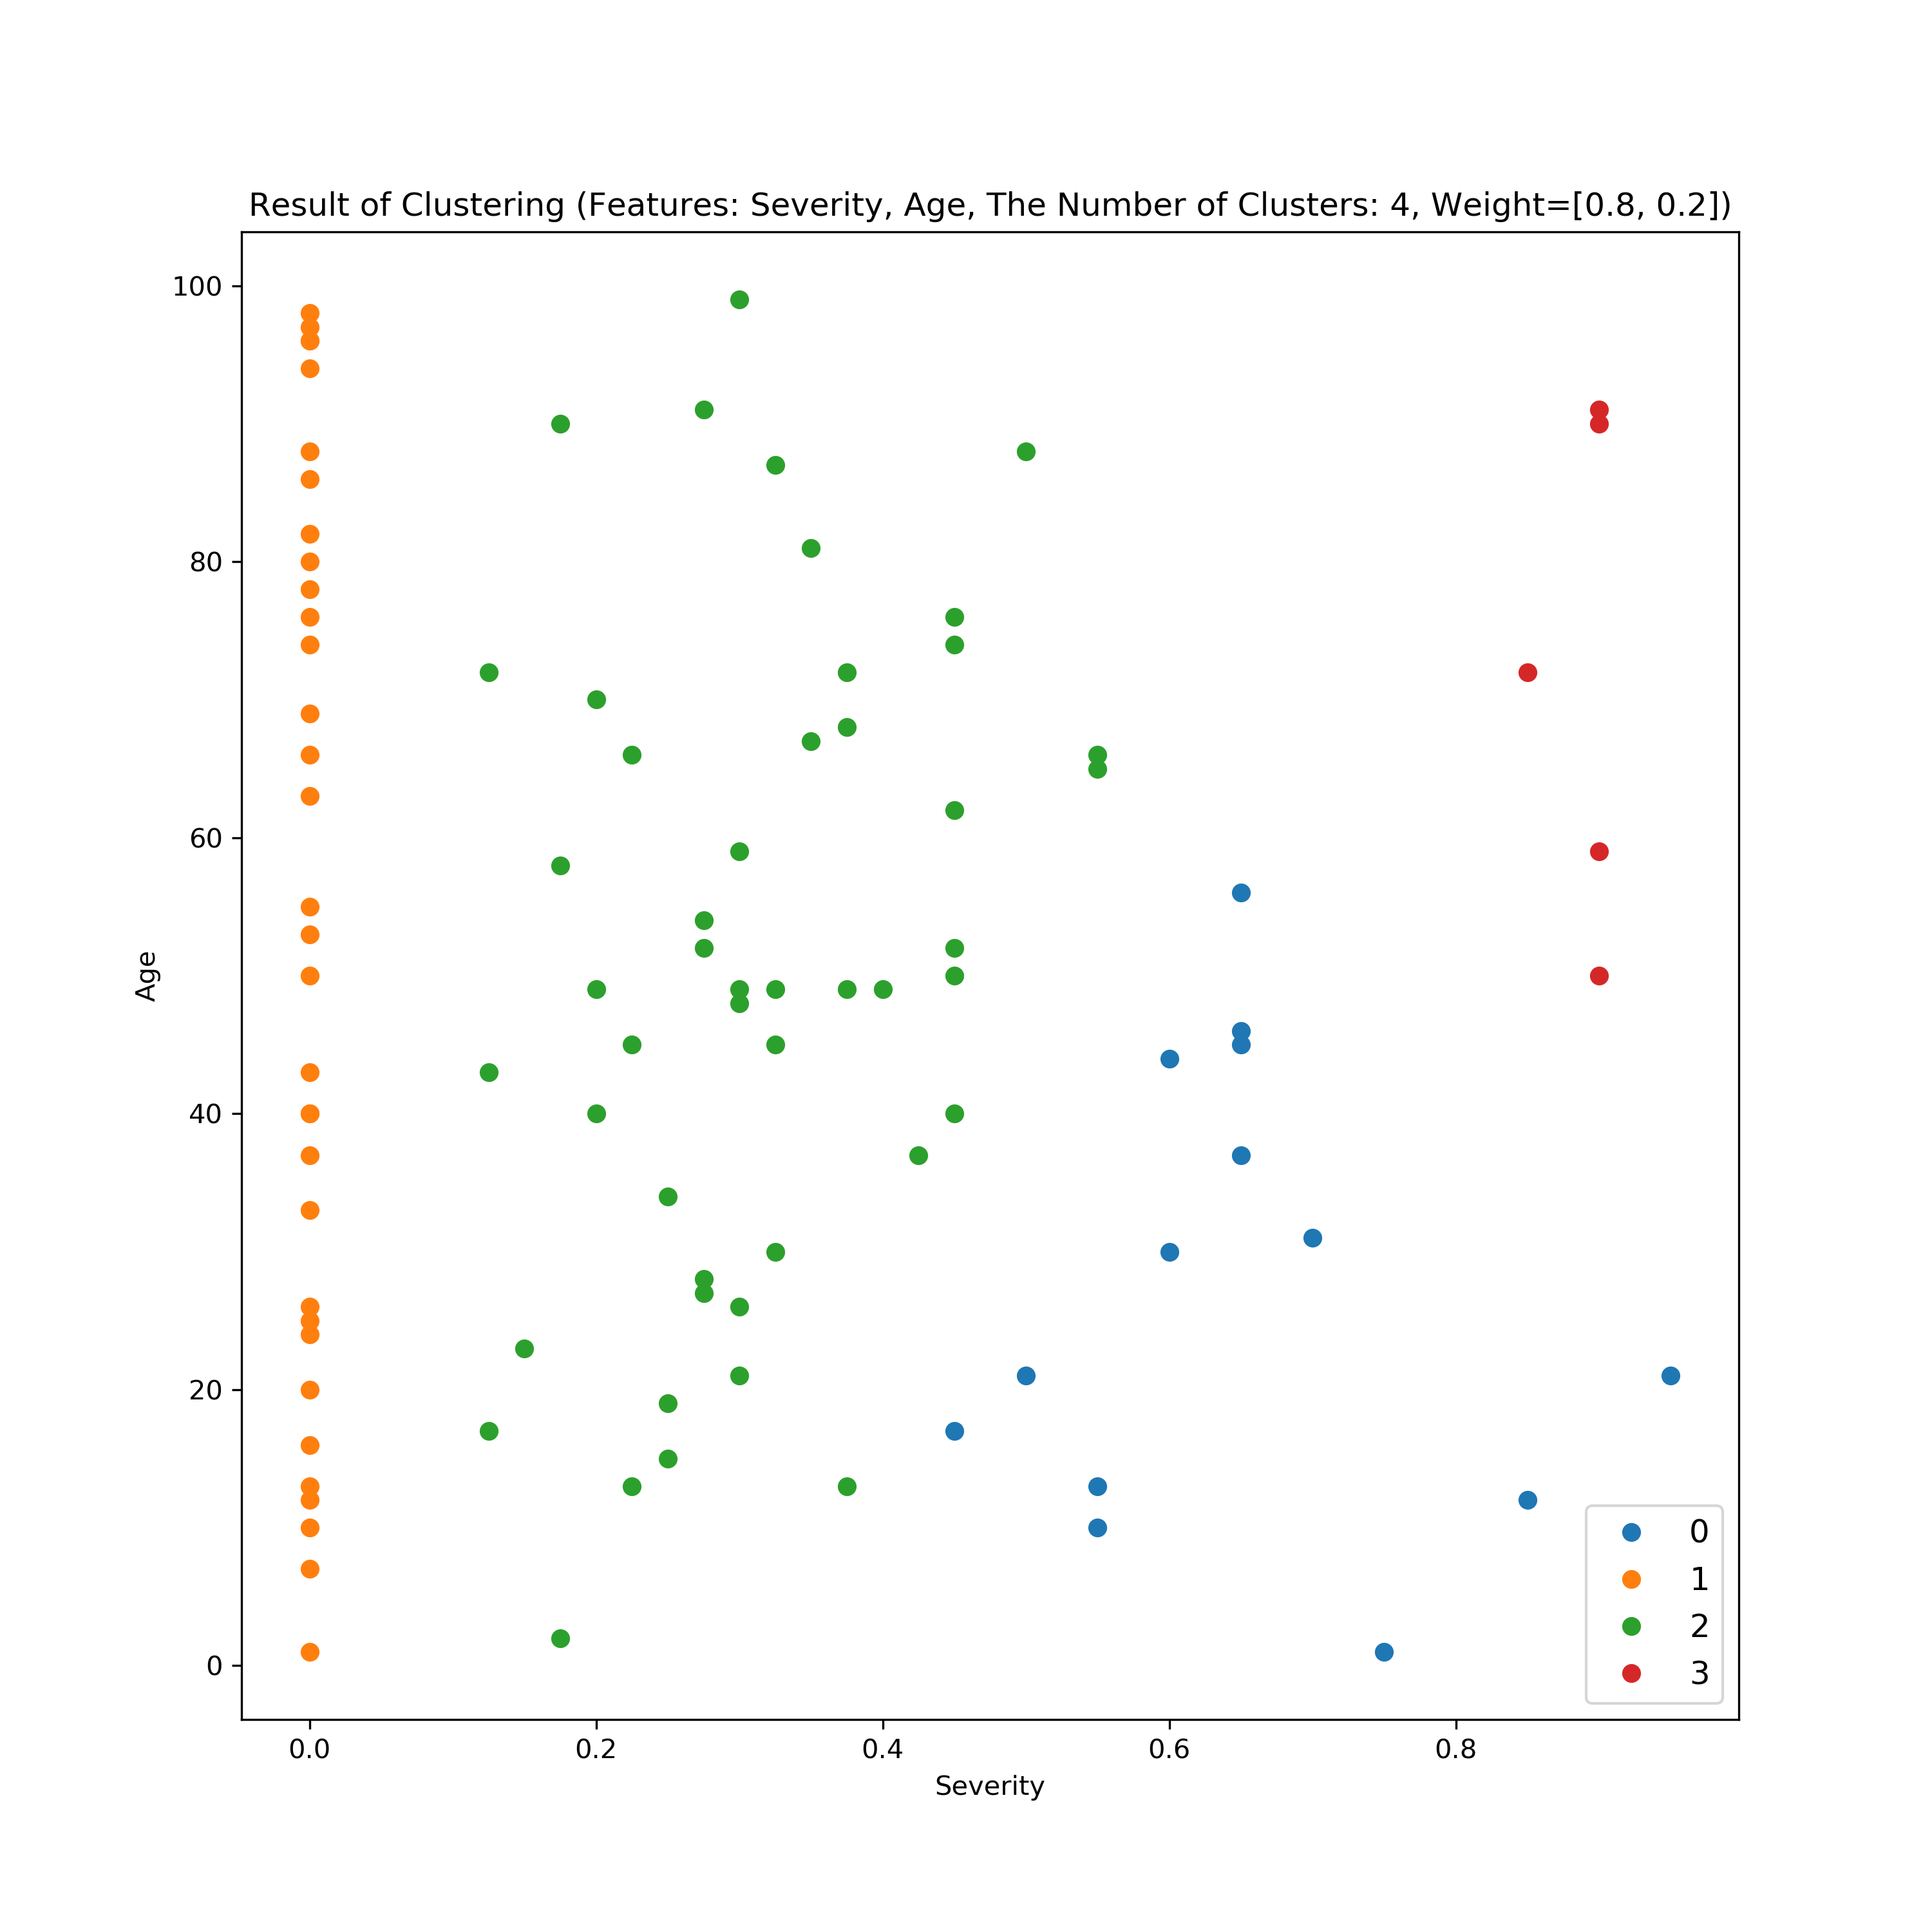 Result of Clustering (Features: Severity, Age, The Number of Clusters: 4, Weight=[0.8, 0.2])
100
80
60
40
20
0
Age
0.0 0.2 0.4 0.6 0.8
Severity
0
1
2
3